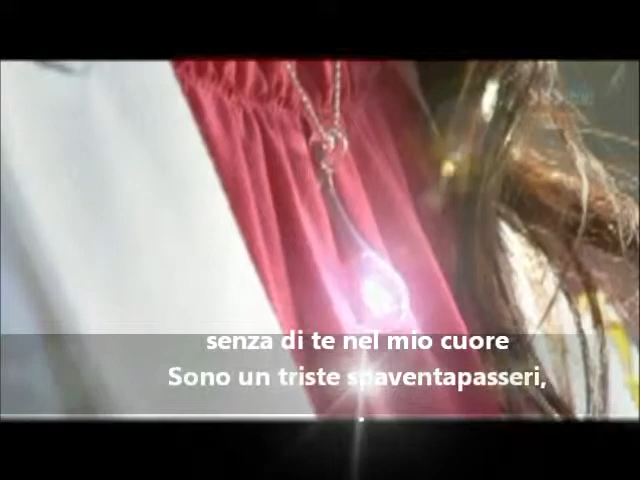 senza di te nel mio cuore
Sono un triste spaventapasseri,